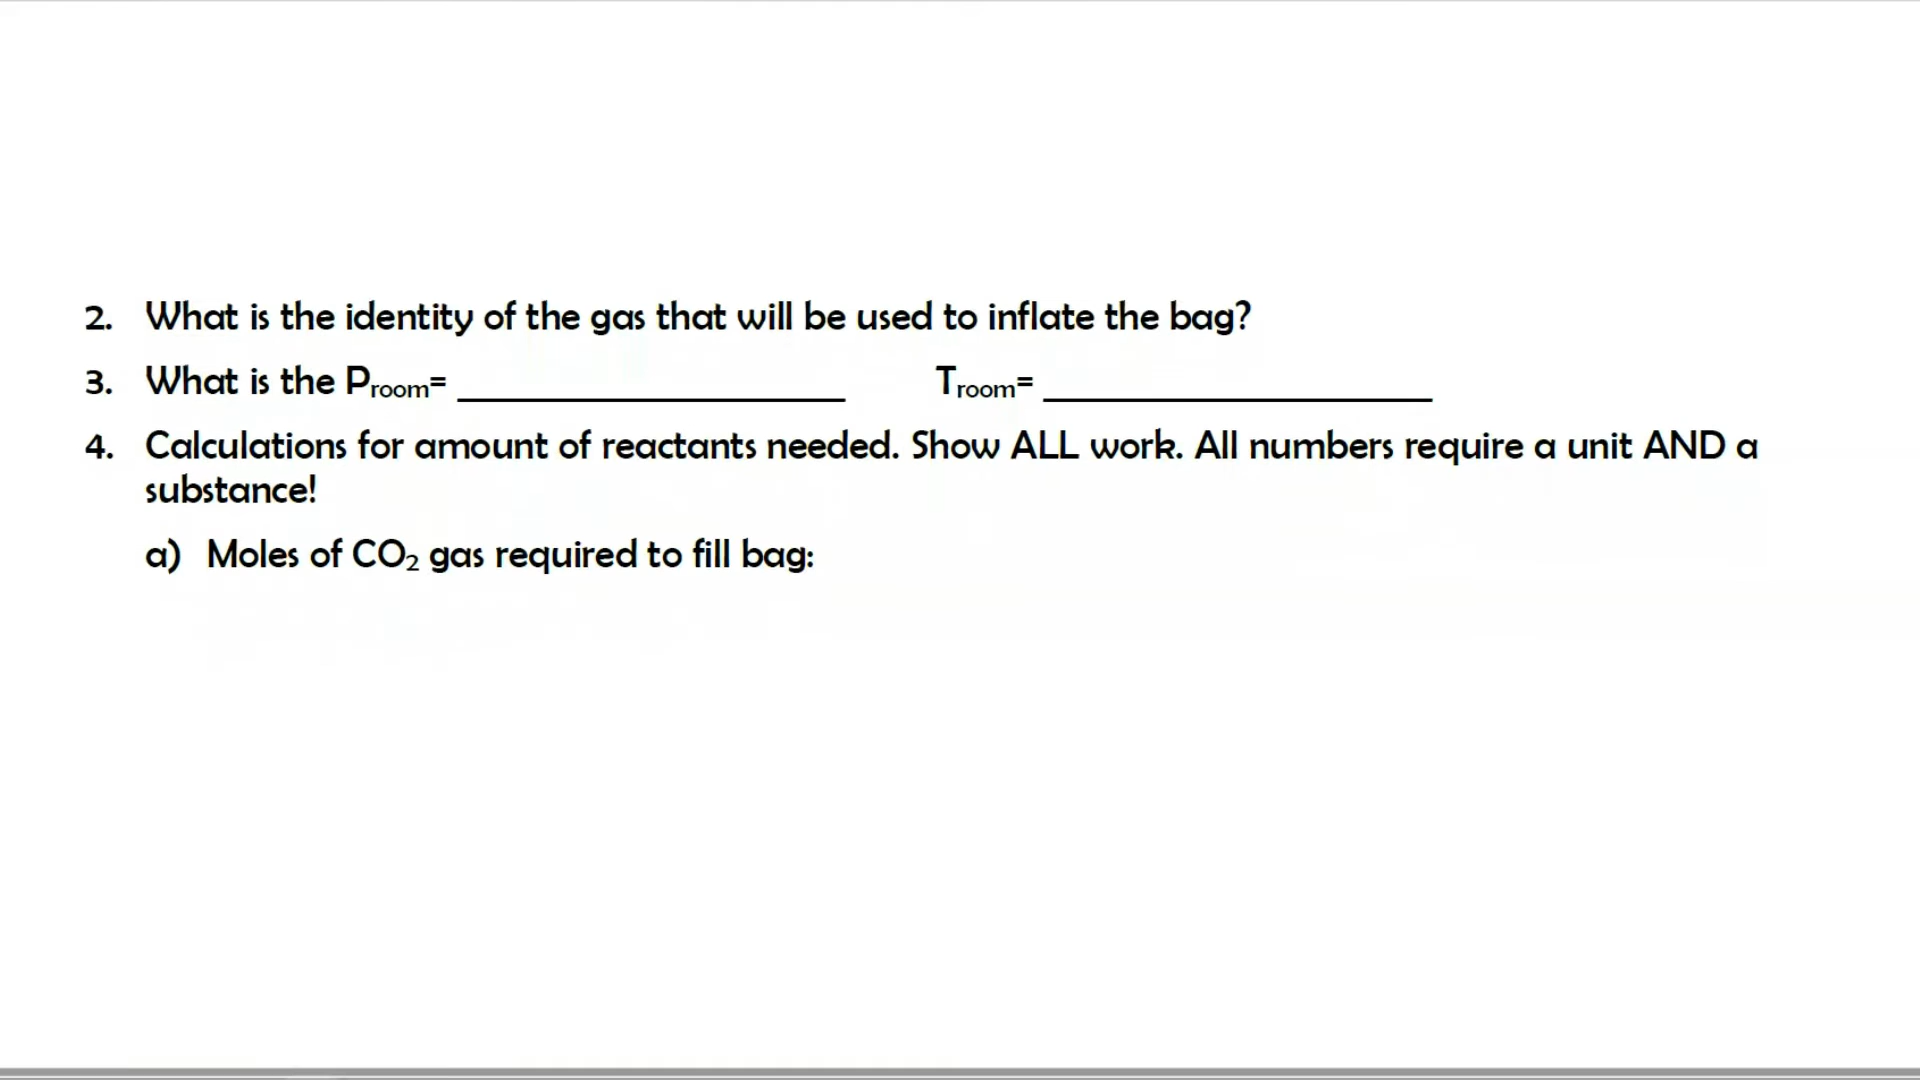 2. What is the identity of the gas that will be used to inflate the bag?
3. What is the Proom= ____________________ Troom= ____________________
4. Calculations for amount of reactants needed. Show ALL work. All numbers require a unit AND a
substance!
a) Moles of CO₂ gas required to fill bag: